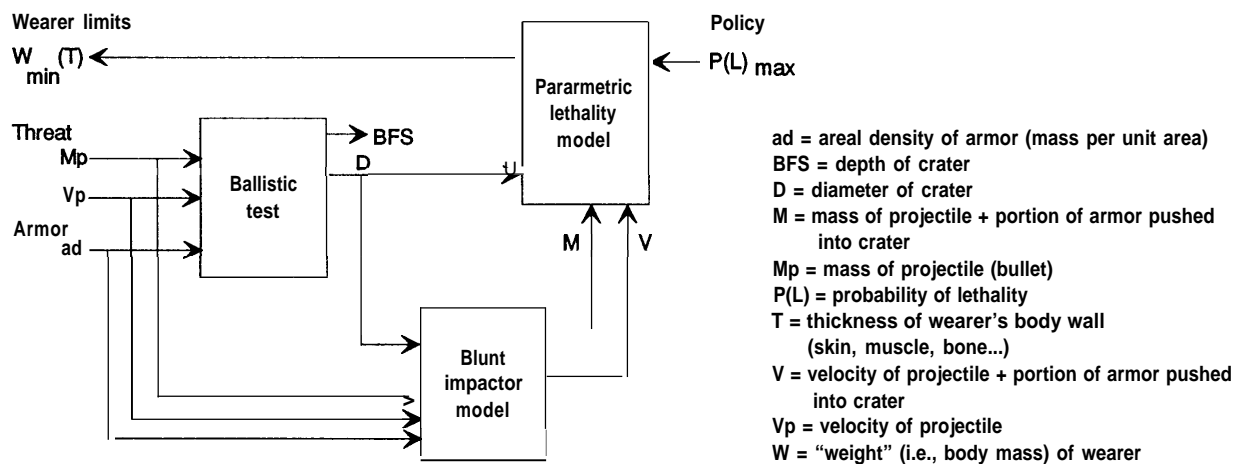 Wearer limits
W min (T)
Policy
P(L) max
Pararmetric
lethality
model
Threat
Mp
Vp
Armor
ad
Ballistic
test
BFS
D
U
M
V
Blunt
impactor
model
ad = areal density of armor (mass per unit area)
BFS = depth of crater
D = diameter of crater
M = mass of projectile + portion of armor pushed
into crater
Mp = mass of projectile (bullet)
P(L) = probability of lethality
T = thickness of wearer's body wall
(skin, muscle, bone...)
V = velocity of projectile + portion of armor pushed
into crater
Vp = velocity of projectile
W = “weight” (i.e., body mass) of wearer